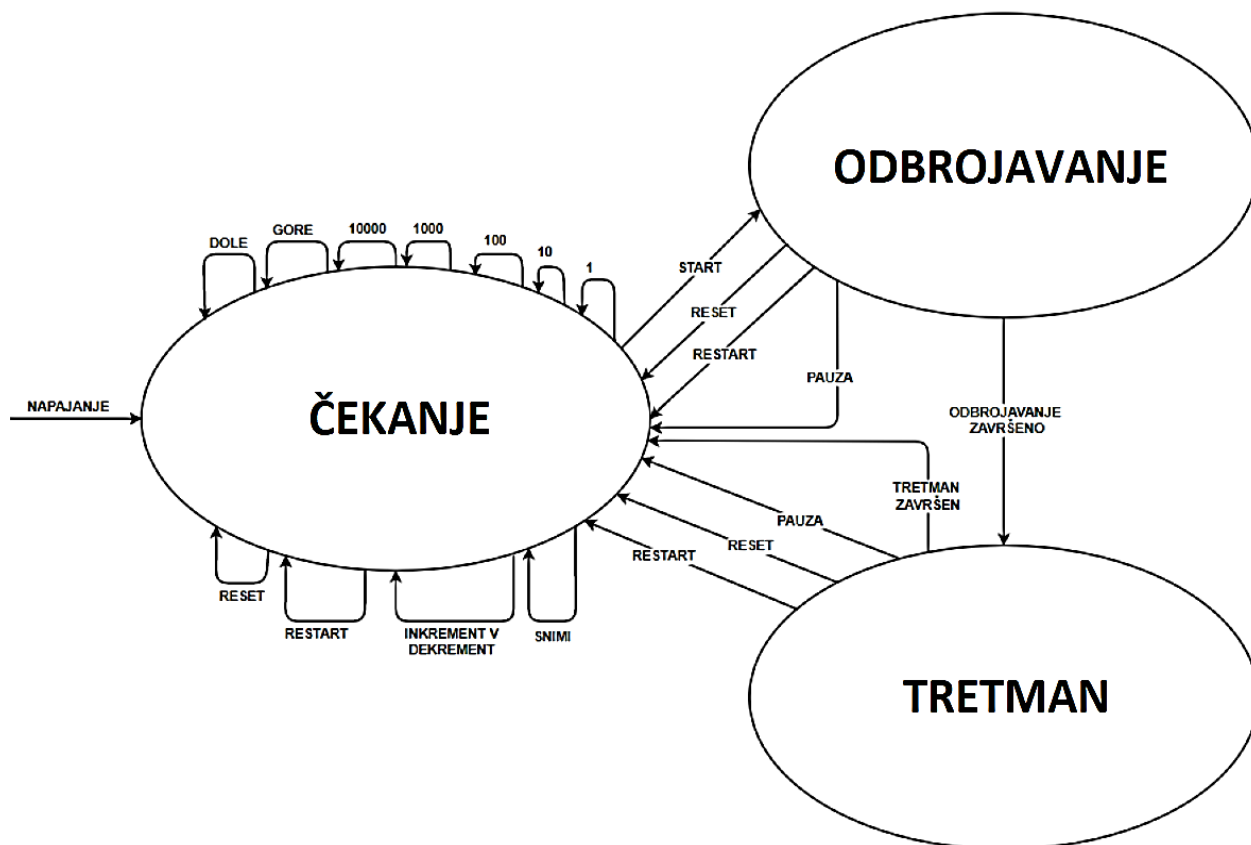 ODBROJAVANJE
DOLE
GORE
10000
1000
100
10
1
START
RESET
RESTART
PAUZA
NAPAJANJE
ČEKANJE
ODBROJAVANJE
ZAVRŠENO
TRETMAN
ZAVRŠEN
PAUZA
RESET
RESTART
RESET
RESTART
INKREMENT V
DEKREMENT
SNIMI
TRETMAN